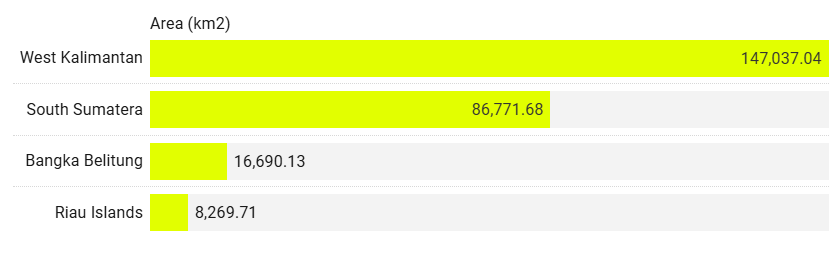 Area (km2)
West Kalimantan 147,037.04
South Sumatera 86,771.68
Bangka Belitung 16,690.13
Riau Islands 8,269.71